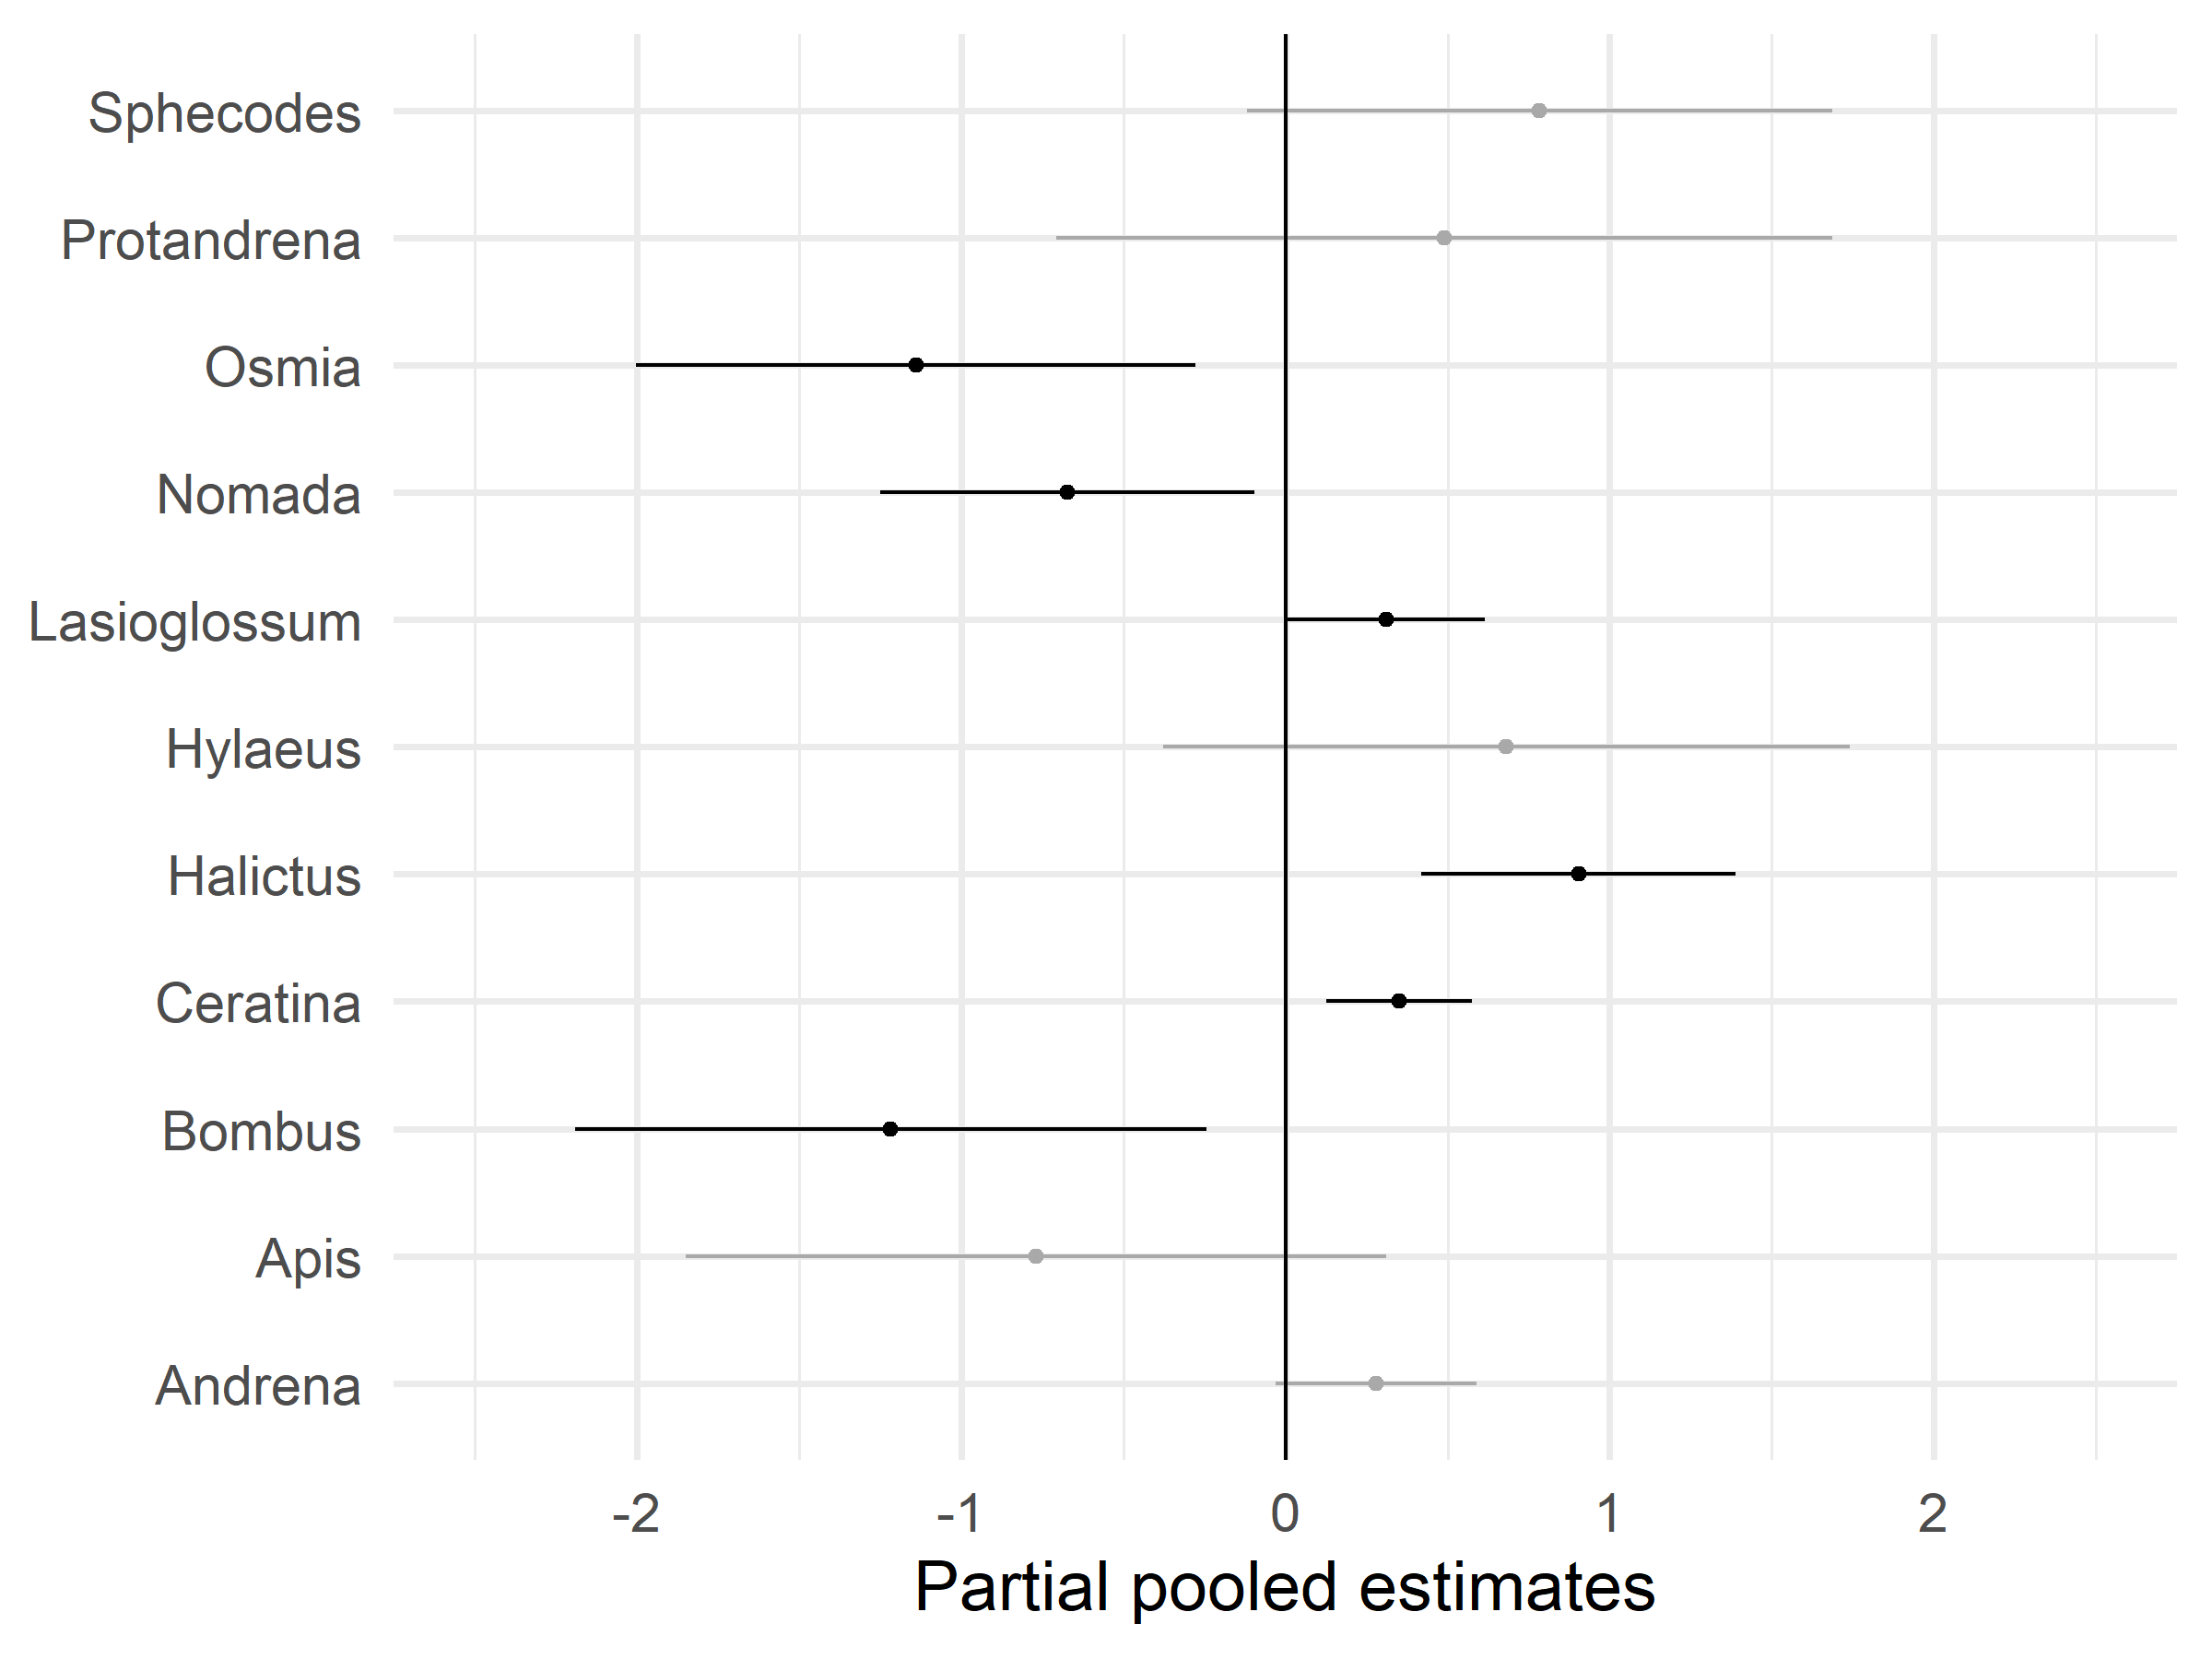 Sphecodes
Protandrena
Osmia
Nomada
Lasioglossum
Hylaeus
Halictus
Ceratina
Bombus
Apis
Andrena
-2 -1 0 1 2
Partial pooled estimates